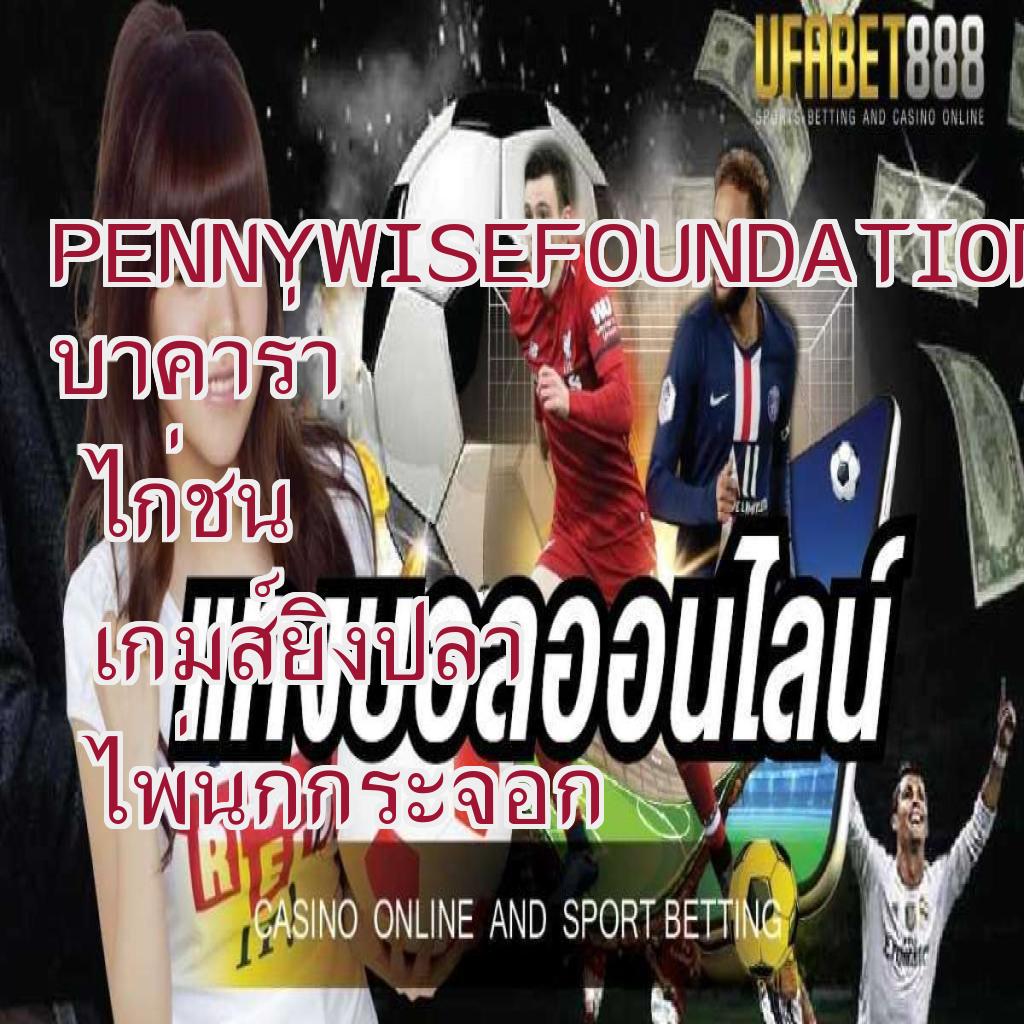 UFABET888
SPORTS BETTING AND CASINO ONLINE
PENNYWISEFOUNDATION
บาคารา
ไก่ชน
เกมส์ยิงปลา
แทงบอลออนไลน์
ไพ่นกกระจอก
CASINO ONLINE AND SPORT BETTING
Emirates